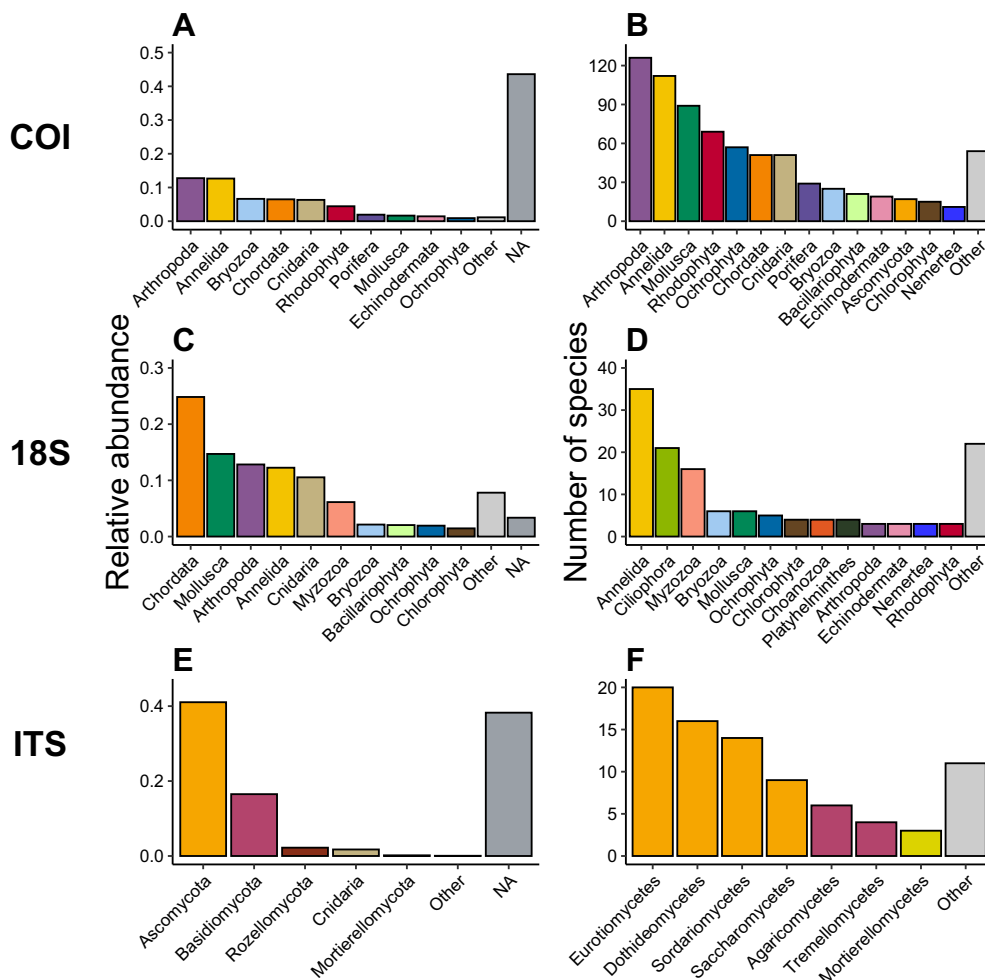 A
B
COI
0.5
0.4
0.3
0.2
0.1
0.0
Arthropoda
Annelida
Bryozoa
Chordata
Cnidaria
Rhodophyta
Porifera
Mollusca
Echinodermata
Ochrophyta
Other
NA
120
90
60
30
0
Arthropoda
Annelida
Mollusca
Rhodophyta
Ochrophyta
Chordata
Cnidaria
Porifera
Bryozoa
Bacillariophyta
Echinodermata
Ascomycota
Chlorophyta
Nemertea
Other
C
D
18S
Relative abundance
0.3
0.2
0.1
0.0
Chordata
Mollusca
Arthropoda
Annelida
Cnidaria
Myzozoa
Bryozoa
Bacillariophyta
Ochrophyta
Chlorophyta
Other
NA
Number of species
40
30
20
10
0
Annelida
Ciliophora
Myzozoa
Bryozoa
Mollusca
Ochrophyta
Chlorophyta
Choanozoa
Platyhelminthes
Arthropoda
Echinodermata
Nemertea
Rhodophyta
Other
E
F
ITS
0.4
0.2
0.0
Ascomycota
Basidiomycota
Rozellomycota
Cnidaria
Mortierellomycota
Other
NA
20
15
10
5
0
Eurotiomycetes
Dothideomycetes
Sordariomycetes
Saccharomycetes
Agaricomycetes
Tremellomycetes
Mortierellomycetes
Other